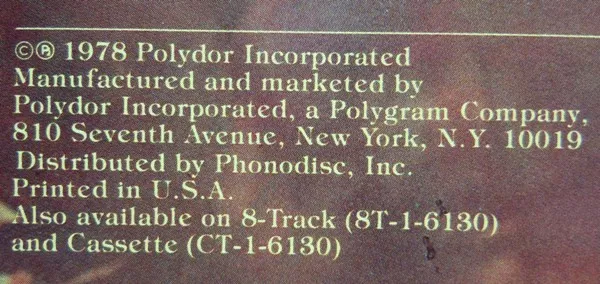 ©℗ 1978 Polydor Incorporated
Manufactured and marketed by
Polydor Incorporated, a Polygram Company,
810 Seventh Avenue, New York, N.Y. 10019
Distributed by Phonodisc, Inc.
Printed in U.S.A.
Also available on 8-Track (8T-1-6130)
and Cassette (CT-1-6130)